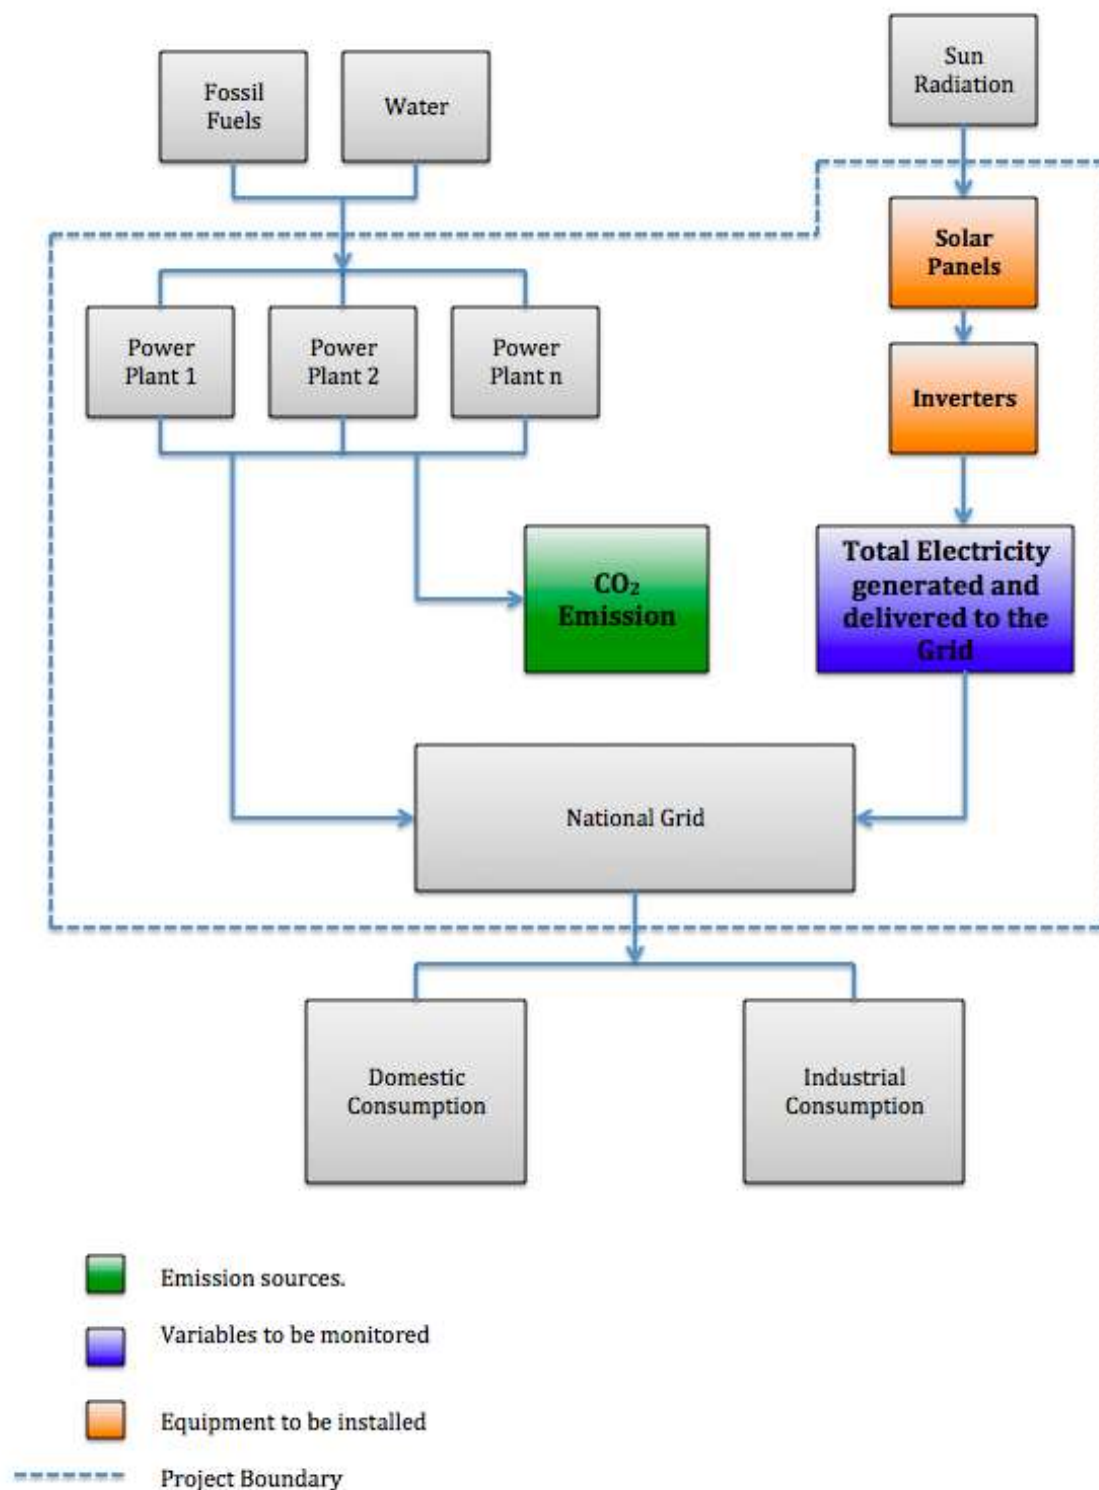 Fossil
Fuels
Water
Sun
Radiation
Solar
Panels
Power
Plant 1
Power
Plant 2
Power
Plant n
Inverters
CO₂
Emission
Total Electricity
generated and
delivered to the
Grid
National Grid
Domestic
Consumption
Industrial
Consumption
Emission sources.
Variables to be monitored
Equipment to be installed
Project Boundary